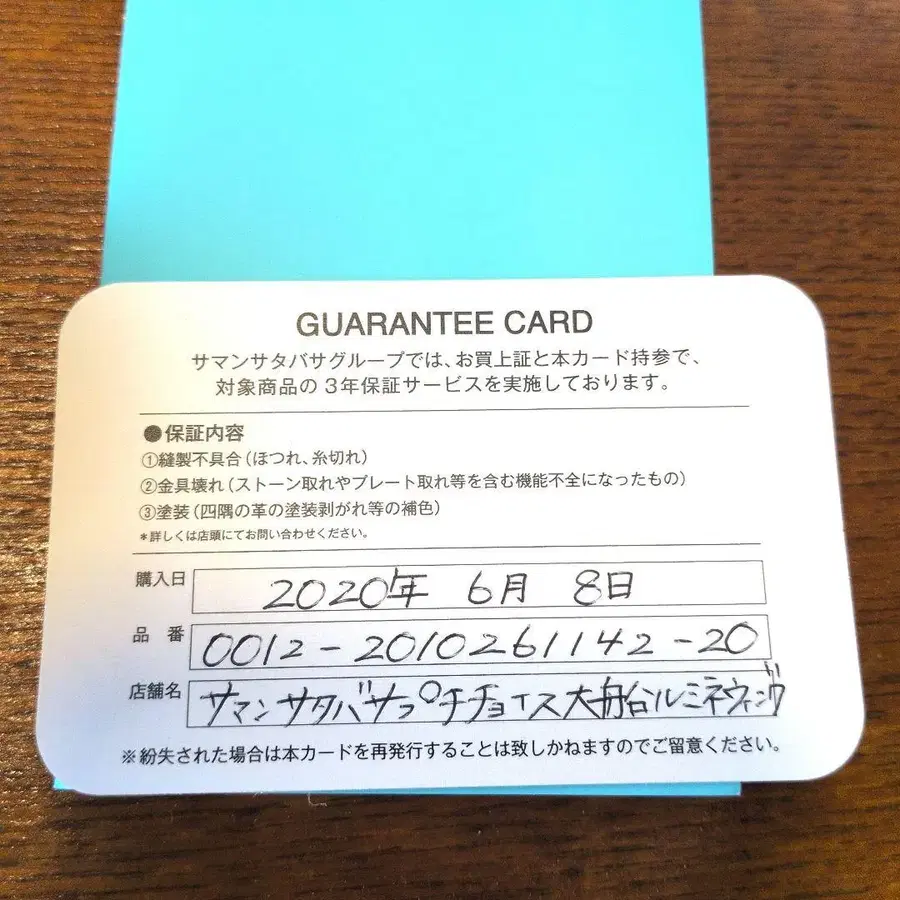 GUARANTEE CARD
サマンサタバサグループでは、お買上証と本カード持参で、
対象商品の3年保証サービスを実施しております。
●保証内容
①縫製不具合(ほつれ、糸切れ)
②金具壊れ(ストーン取れやプレート取れ等を含む機能不全になったもの)
③塗装(四隅の革の塗装剥がれ等の補色)
*詳しくは店頭にてお問い合わせください。
購入日 2020年 6月 8日
品番 0012-2010261142-20
店舗名 サマンサタバサプチチョイス大船ルミネウィング
※紛失された場合は本カードを再発行することは致しかねますのでご留意ください。